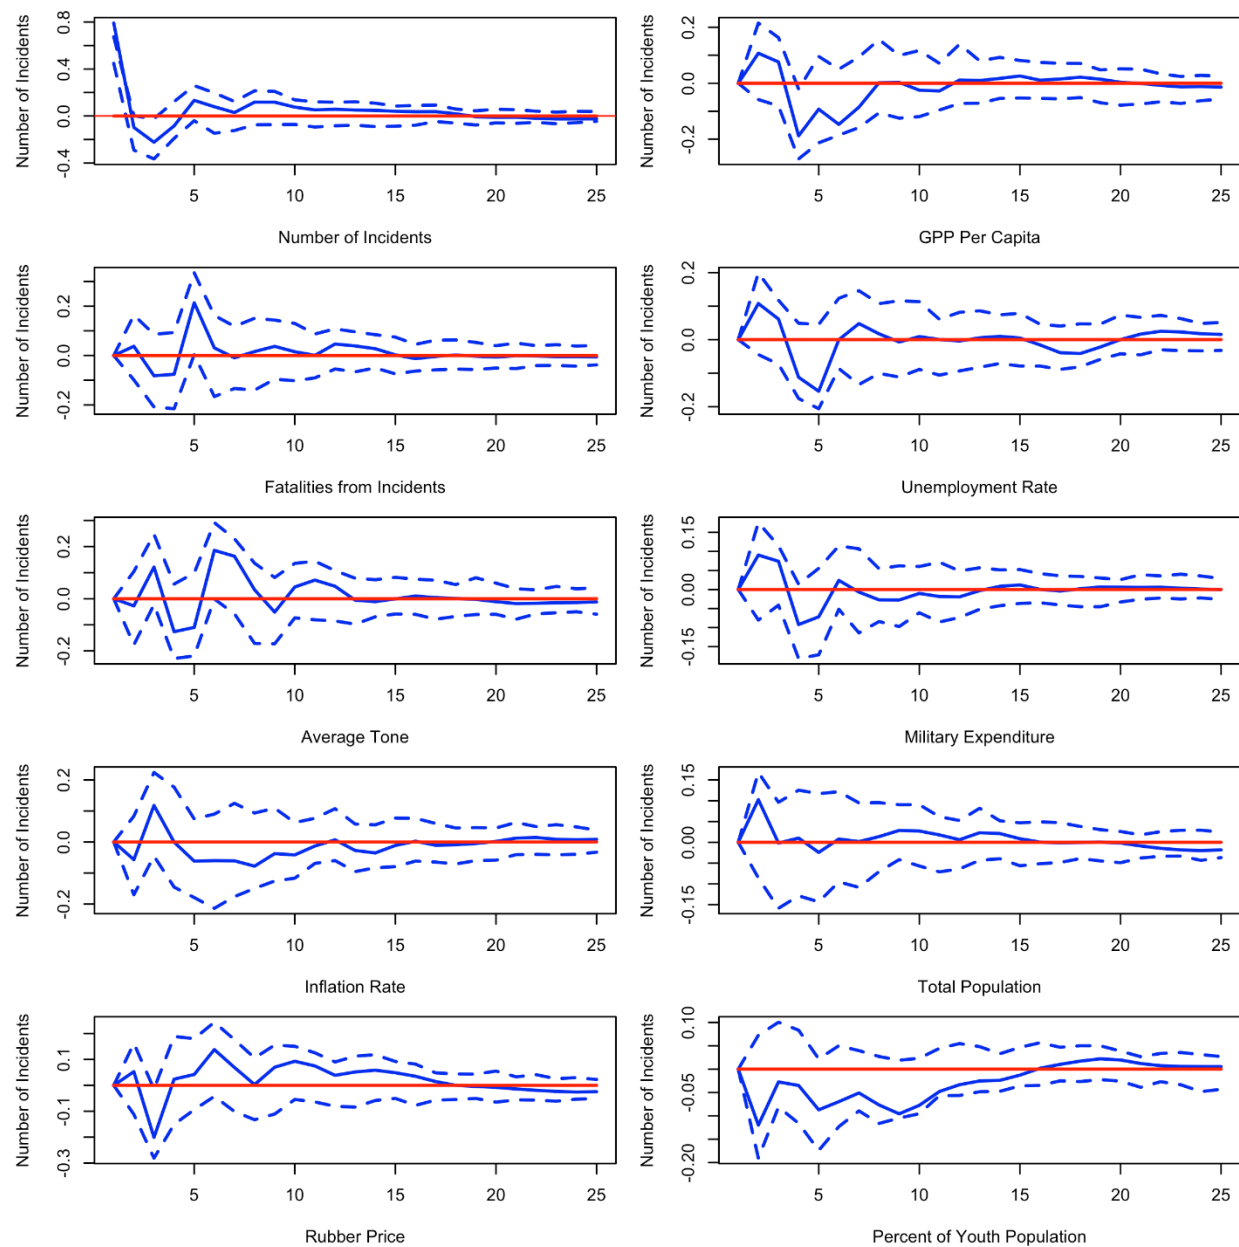 Number of Incidents
0.8
0.4
0.0
-0.4
5 10 15 20 25
Number of Incidents
Number of Incidents
0.2
0.0
-0.2
5 10 15 20 25
GPP Per Capita
Number of Incidents
0.2
0.0
-0.2
5 10 15 20 25
Fatalities from Incidents
Number of Incidents
0.2
0.0
-0.2
5 10 15 20 25
Unemployment Rate
Number of Incidents
0.2
0.0
-0.2
5 10 15 20 25
Average Tone
Number of Incidents
0.15
0.00
-0.15
5 10 15 20 25
Military Expenditure
Number of Incidents
0.2
0.0
-0.2
5 10 15 20 25
Inflation Rate
Number of Incidents
0.15
0.00
-0.15
5 10 15 20 25
Total Population
Number of Incidents
0.1
-0.1
-0.3
5 10 15 20 25
Rubber Price
Number of Incidents
0.10
-0.05
-0.20
5 10 15 20 25
Percent of Youth Population